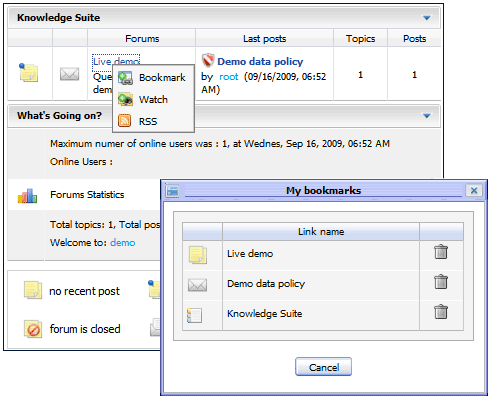 Knowledge Suite
Forums Last posts Topics Posts
Live demo
Que
dem
Demo data policy
by root (09/16/2009, 06:52
AM)
1 1
Bookmark
Watch
RSS
What's Going on?
Maximum numer of online users was : 1, at Wednes, Sep 16, 2009, 06:52 AM
Online Users :
Forums Statistics
Total topics: 1, Total pos
Welcome to: demo
no recent post
forum is closed
My bookmarks
Link name
Live demo
Demo data policy
Knowledge Suite
Cancel